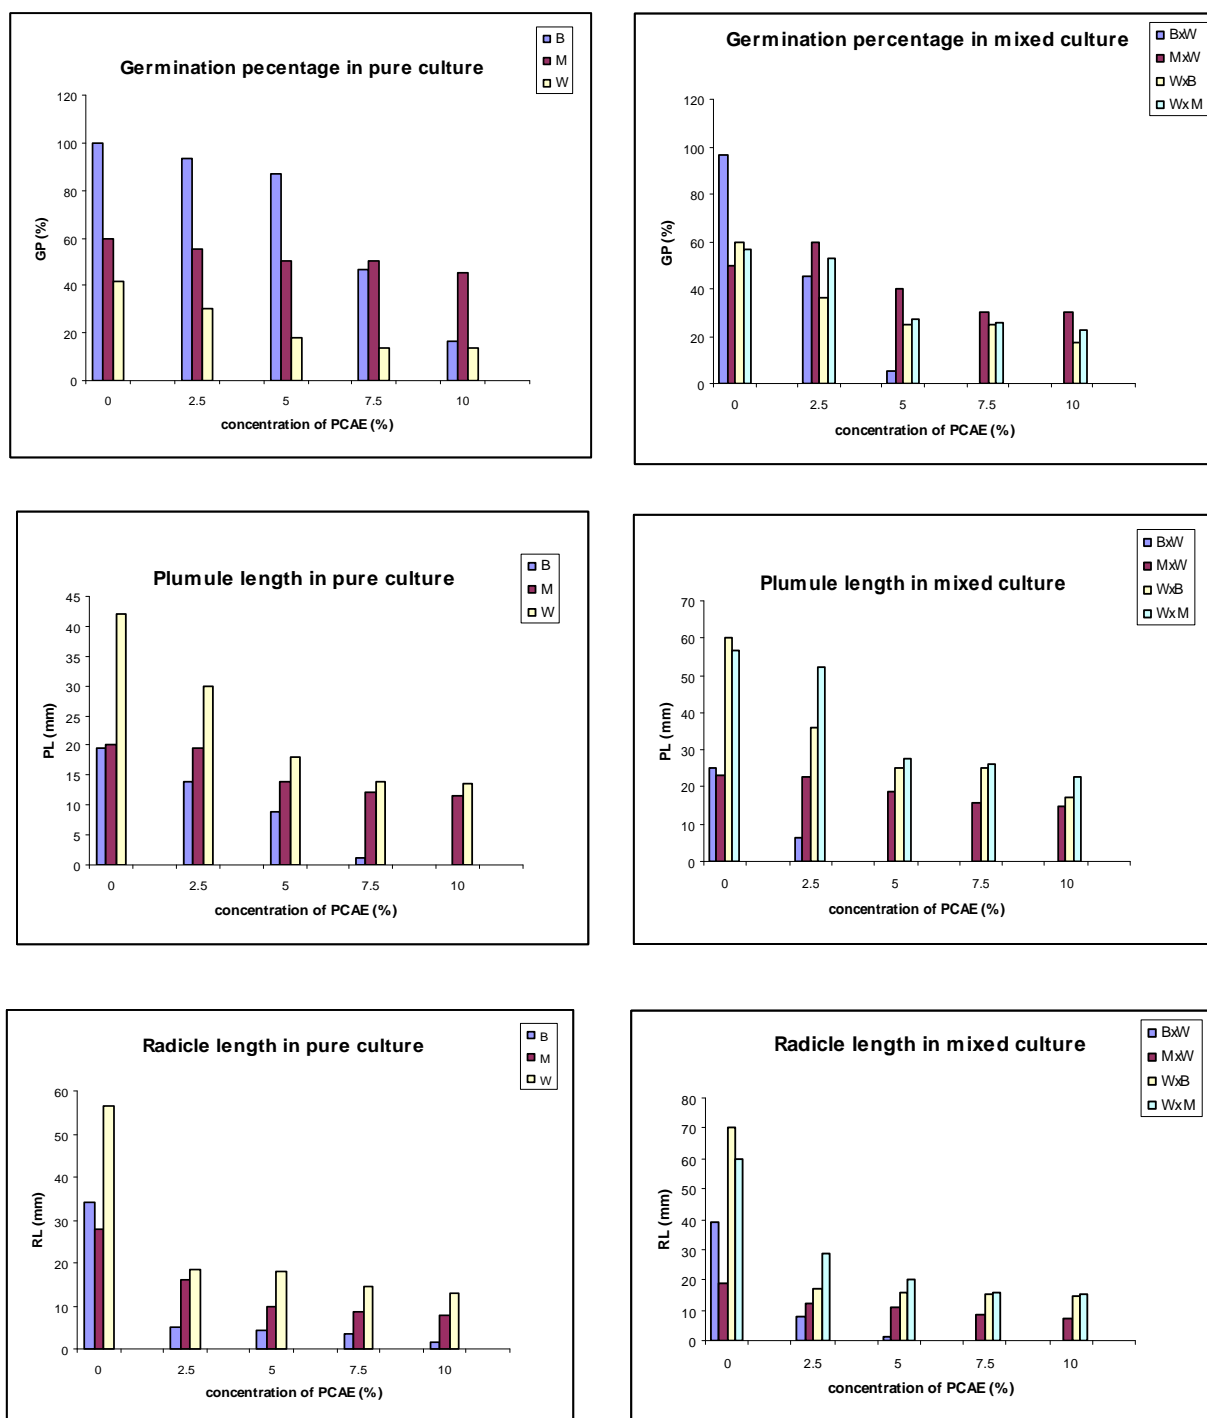 Germination pecentage in pure culture
B
M
W
120
100
80
60
40
20
0
GP (%)
0 2.5 5 7.5 10
concentration of PCAE (%)
Germination percentage in mixed culture
BxW
MxW
WxB
WxM
120
100
80
60
40
20
0
GP (%)
0 2.5 5 7.5 10
concentration of PCAE (%)
Plumule length in pure culture
B
M
W
45
40
35
30
25
20
15
10
5
0
PL (mm)
0 2.5 5 7.5 10
concentration of PCAE (%)
Plumule length in mixed culture
BxW
MxW
WxB
WxM
70
60
50
40
30
20
10
0
PL (mm)
0 2.5 5 7.5 10
concentration of PCAE (%)
Radicle length in pure culture
B
M
W
60
50
40
30
20
10
0
RL (mm)
0 2.5 5 7.5 10
concentration of PCAE (%)
Radicle length in mixed culture
BxW
MxW
WxB
WxM
80
70
60
50
40
30
20
10
0
RL (mm)
0 2.5 5 7.5 10
concentration of PCAE (%)